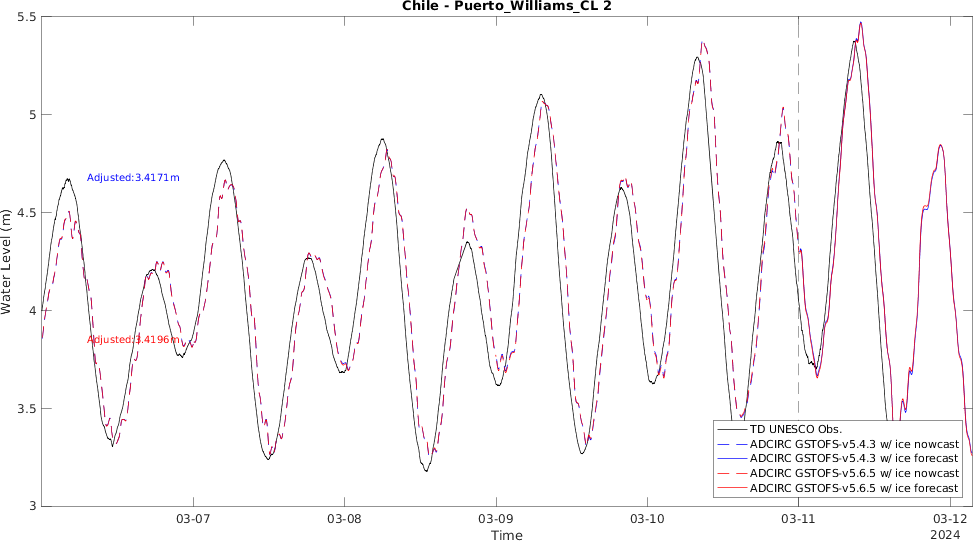 Chile - Puerto_Williams_CL 2
5.5
5
4.5
4
3.5
3
Water Level (m)
Adjusted:3.4171m
Adjusted:3.4196m
TD UNESCO Obs.
ADCIRC GSTOFS-v5.4.3 w/ ice nowcast
ADCIRC GSTOFS-v5.4.3 w/ ice forecast
ADCIRC GSTOFS-v5.6.5 w/ ice nowcast
ADCIRC GSTOFS-v5.6.5 w/ ice forecast
03-07
03-08
03-09
03-10
03-11
03-12
Time
2024